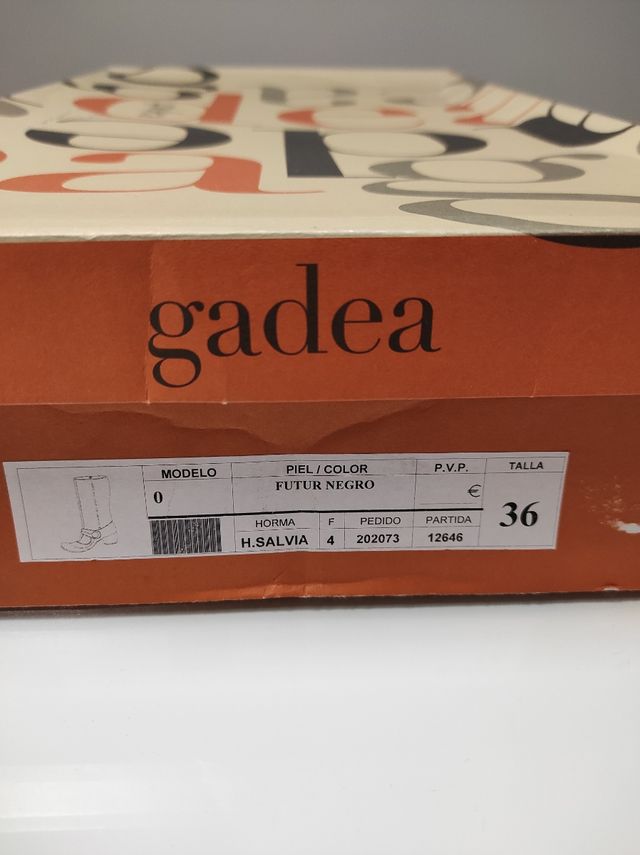 gadea
MODELO PIEL / COLOR P.V.P. TALLA
0 FUTUR NEGRO € 36
HORMA F PEDIDO PARTIDA
H.SALVIA 4 202073 12646